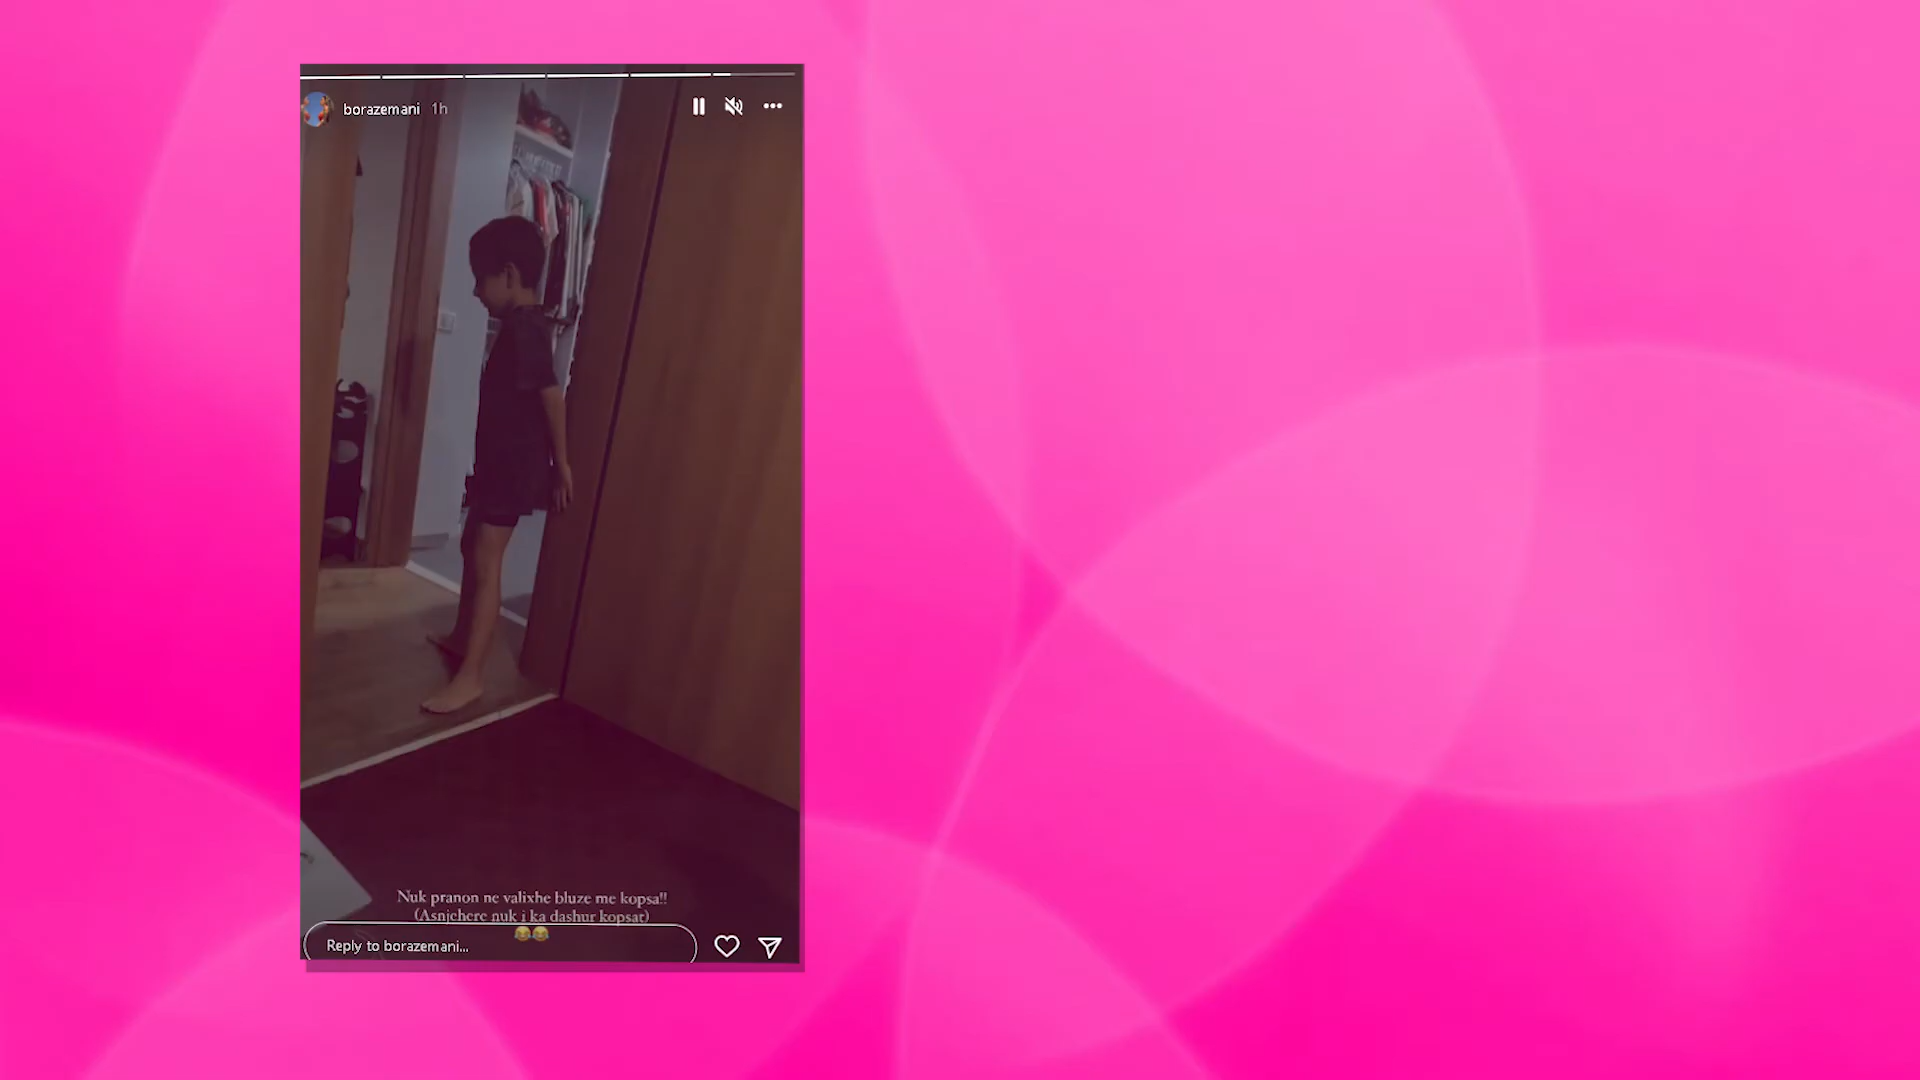 borazemani 1h
Nuk pranon ne valixhe bluze me kopsa!!
(Asnjehere nuk i ka dashur kopsat)
😂😂
Reply to borazemani...